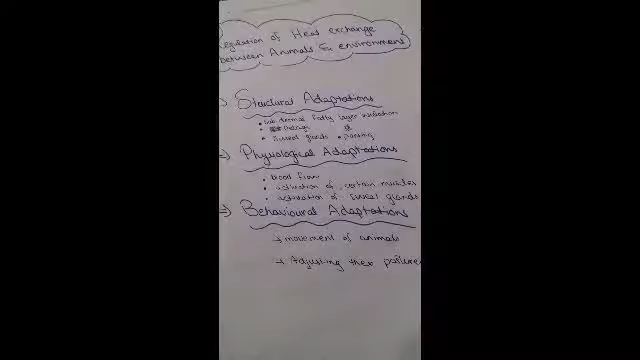 Regulation of Heat exchange
between Animals & environment
Structural Adaptations
• Sub dermal Fatty layer insulation
• Pelage
• Sweat glands • panting
→ Physiological Adaptations
• blood flow
• activation of certain muscles
• activation of sweat glands
⇒ Behavioural Adaptations
→ movement of animals
→ Adjusting their posture